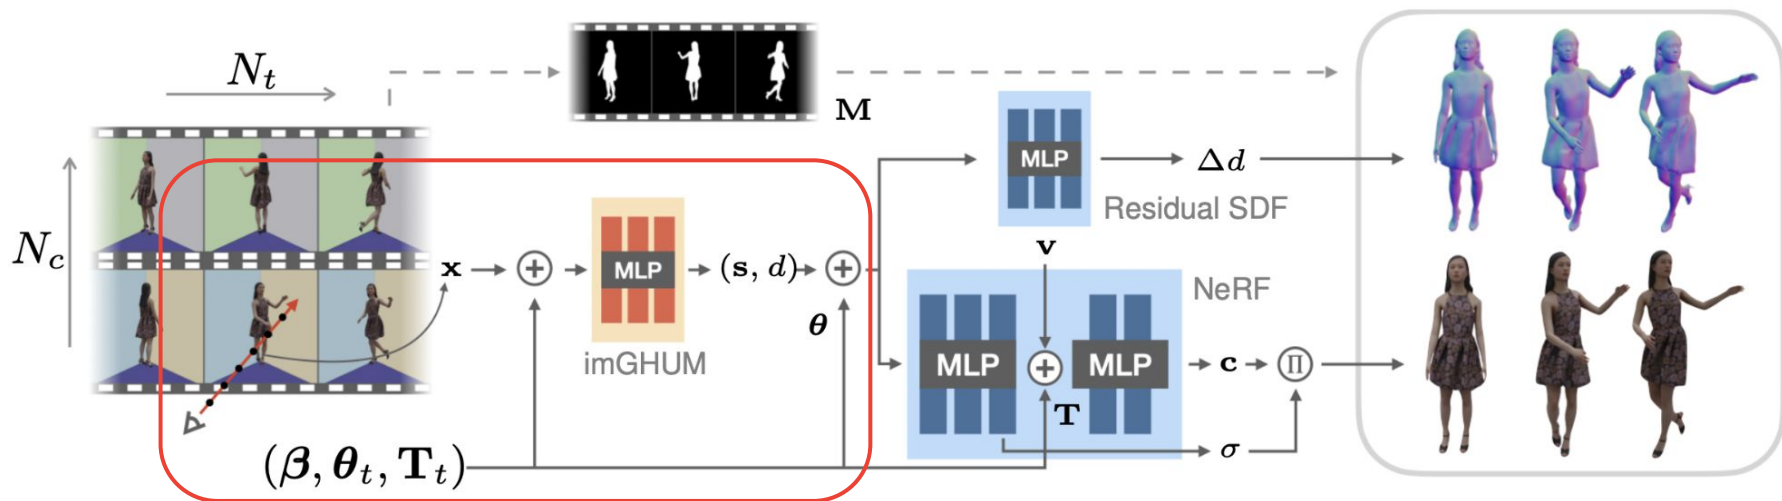 N_t
M
N_c
MLP
Δd
Residual SDF
x
+
MLP
(s, d)
+
θ
imGHUM
v
NeRF
MLP
+
MLP
c
Π
T
σ
(β, θ_t, T_t)